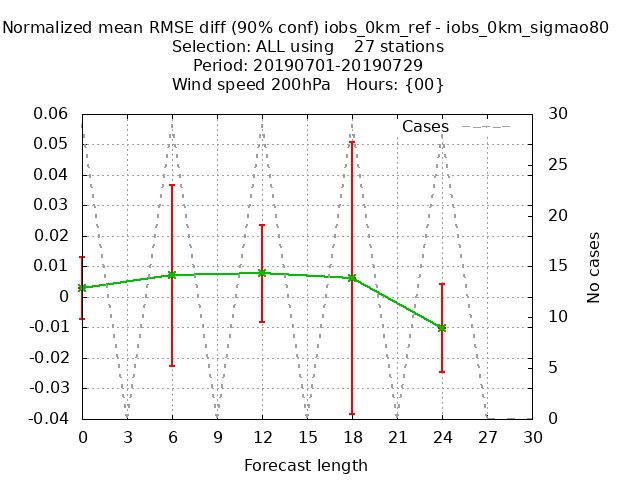 Normalized mean RMSE diff (90% conf) iobs_0km_ref - iobs_0km_sigmao80
Selection: ALL using 27 stations
Period: 20190701-20190729
Wind speed 200hPa Hours: {00}
Cases
0.06
0.05
0.04
0.03
0.02
0.01
0
-0.01
-0.02
-0.03
-0.04
30
25
20
15
10
5
0
No cases
0 3 6 9 12 15 18 21 24 27 30
Forecast length